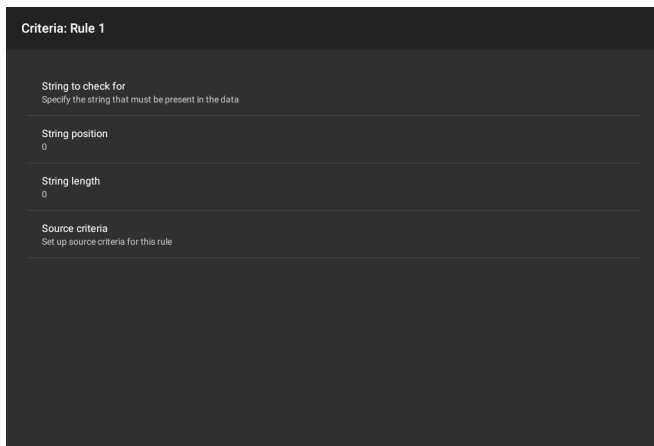 Criteria: Rule 1
String to check for
Specify the string that must be present in the data
String position
0
String length
0
Source criteria
Set up source criteria for this rule